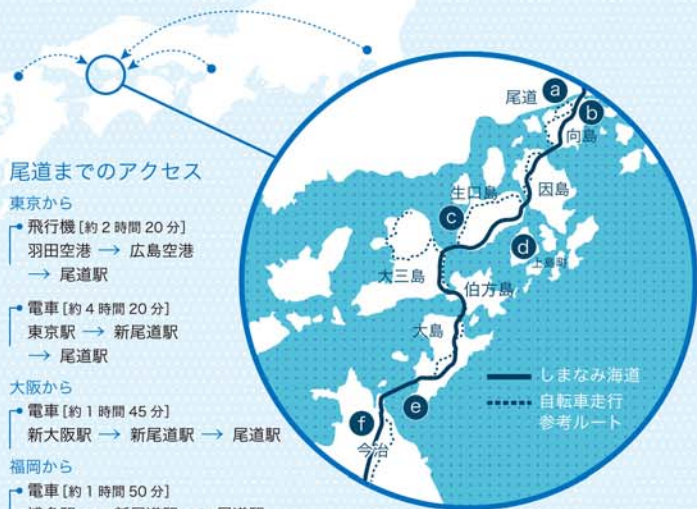 尾道までのアクセス
東京から
飛行機 [約 2 時間 20 分]
羽田空港 → 広島空港
→ 尾道駅
電車 [約 4 時間 20 分]
東京駅 → 新尾道駅
→ 尾道駅
大阪から
電車 [約 1 時間 45 分]
新大阪駅 → 新尾道駅 → 尾道駅
福岡から
電車 [約 1 時間 50 分]
a
尾道
b
向島
生口島
因島
c
d
上島町
大三島
伯方島
大島
しまなみ海道
自転車走行
参考ルート
e
f
今治